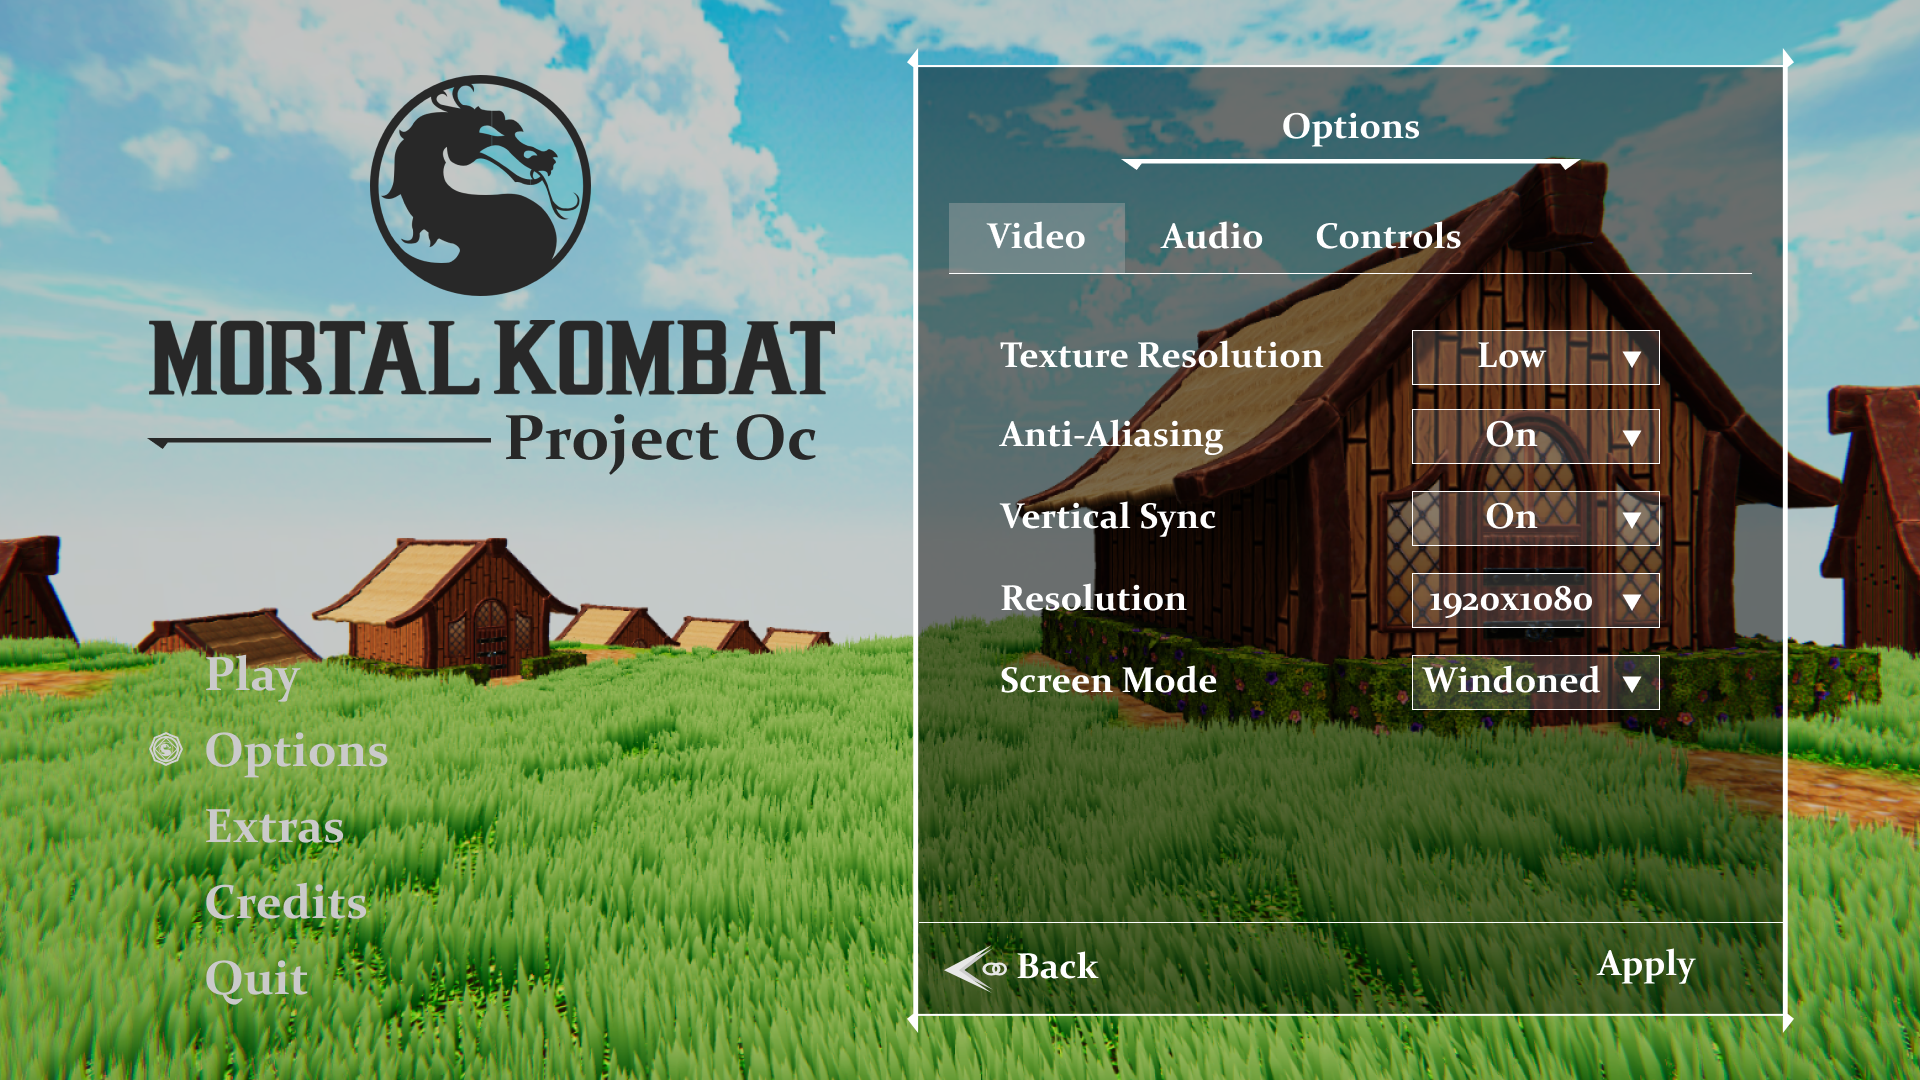 MORTAL KOMBAT
Project Oc
Play
Options
Extras
Credits
Quit
Options
Video Audio Controls
Texture Resolution Low
Anti-Aliasing On
Vertical Sync On
Resolution 1920x1080
Screen Mode Windoned
Back Apply